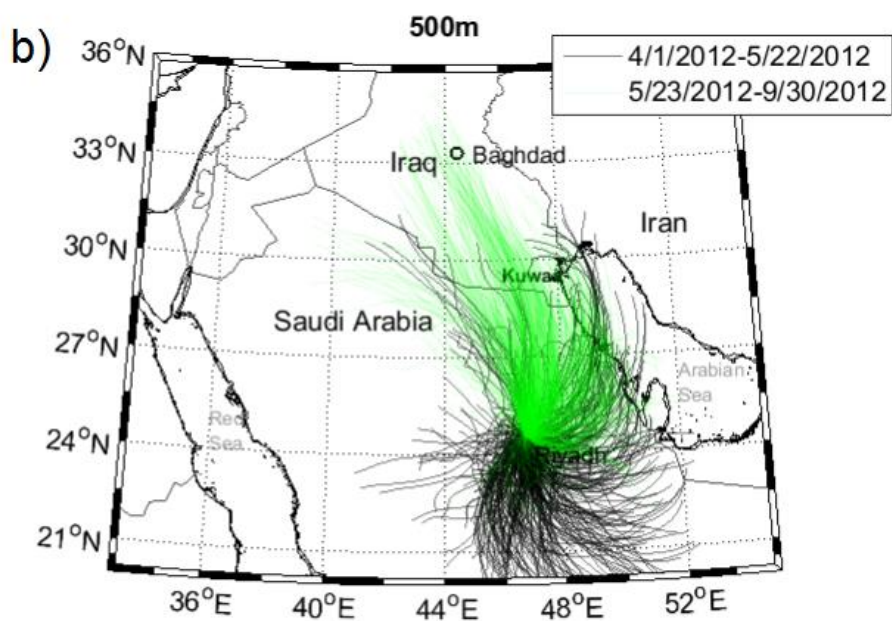 b)
500m
4/1/2012-5/22/2012
5/23/2012-9/30/2012
36°N
33°N
30°N
27°N
24°N
21°N
Iraq
Baghdad
Iran
Saudi Arabia
Arabian
Sea
Red
Sea
Riyadh
36°E
40°E
44°E
48°E
52°E